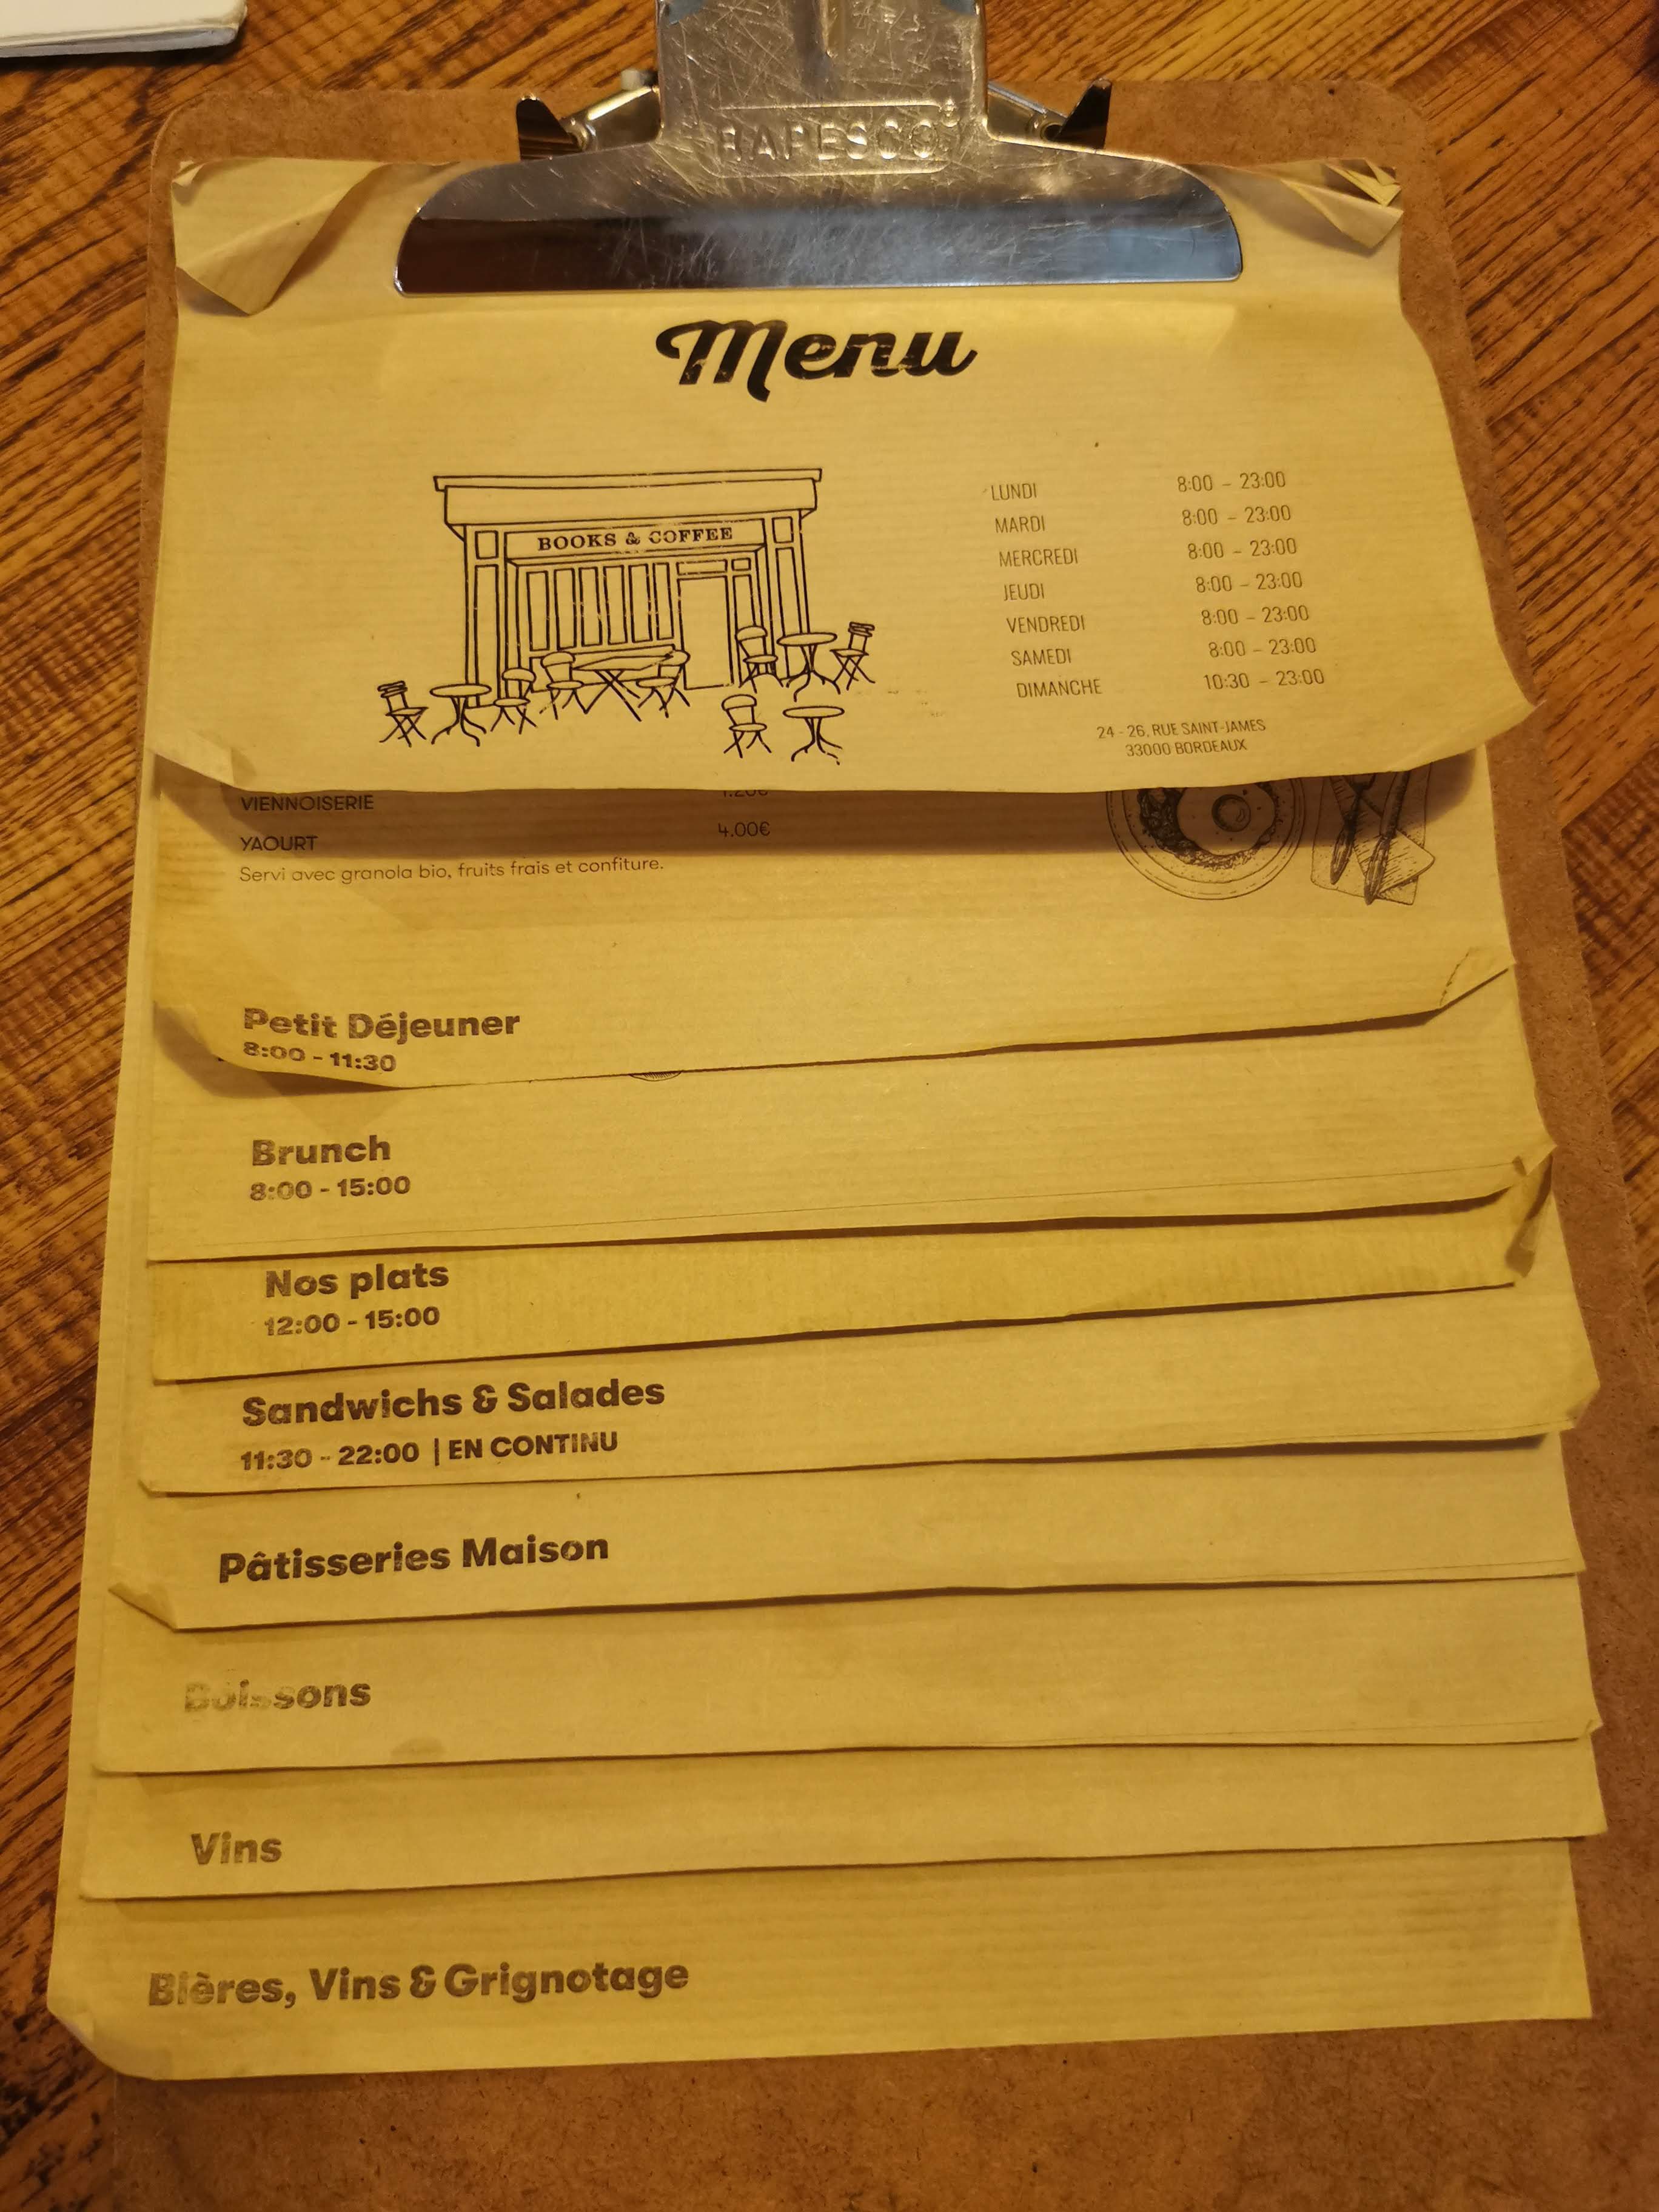 RAPESCO
Menu
BOOKS & COFFEE
LUNDI 8:00 – 23:00
MARDI 8:00 – 23:00
MERCREDI 8:00 – 23:00
JEUDI 8:00 – 23:00
VENDREDI 8:00 – 23:00
SAMEDI 8:00 – 23:00
DIMANCHE 10:30 – 23:00
24 - 26, RUE SAINT-JAMES
33000 BORDEAUX
VIENNOISERIE 1.20€
YAOURT 4.00€
Servi avec granola bio, fruits frais et confiture.
Petit Déjeuner
8:00 - 11:30
Brunch
8:00 - 15:00
Nos plats
12:00 - 15:00
Sandwichs & Salades
11:30 - 22:00 | EN CONTINU
Pâtisseries Maison
Boissons
Vins
Bières, Vins & Grignotage